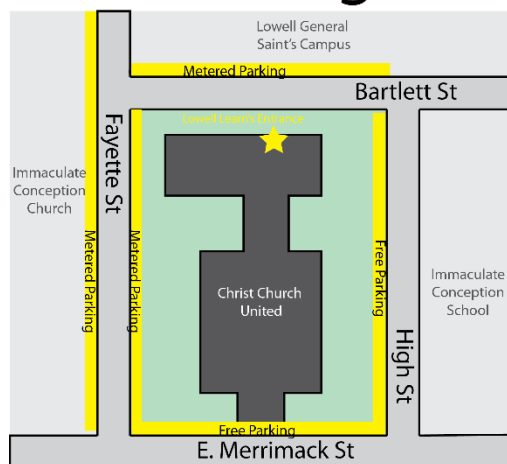 Lowell General
Saint's Campus
Metered Parking
Bartlett St
Lowell Learns Entrance
Fayette St
Immaculate
Conception
Church
Metered Parking
Metered Parking
Christ Church
United
Free Parking
High St
Immaculate
Conception
School
Free Parking
E. Merrimack St